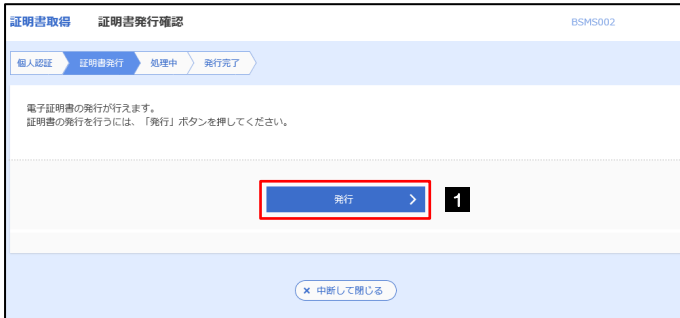 証明書取得 証明書発行確認 BSMS002
個人認証 証明書発行 処理中 発行完了
電子証明書の発行が行えます。
証明書の発行を行うには、「発行」ボタンを押してください。
発行 1
× 中断して閉じる